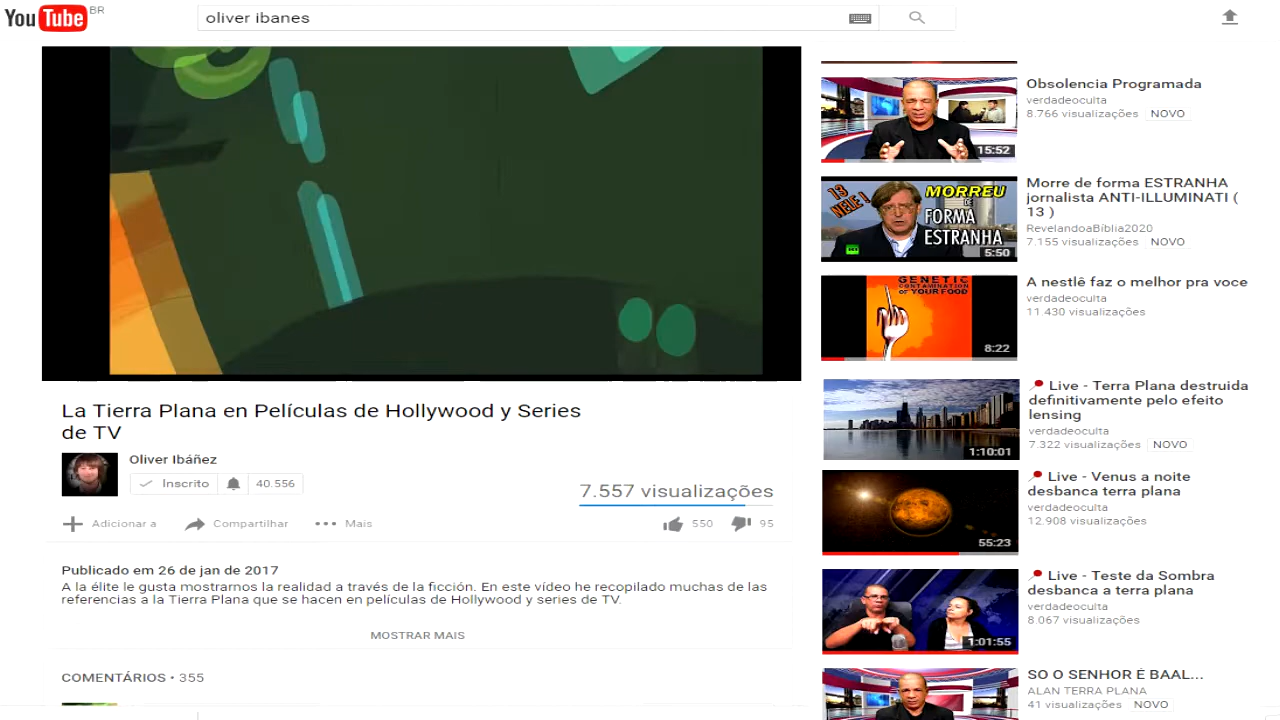 YouTube BR
oliver ibanes
La Tierra Plana en Películas de Hollywood y Series
de TV
Oliver Ibáñez
Inscrito 40.556
7.557 visualizações
Adicionar a Compartilhar Mais 550 95
Publicado em 26 de jan de 2017
A la élite le gusta mostrarnos la realidad a través de la ficción. En este vídeo he recopilado muchas de las
referencias a la Tierra Plana que se hacen en películas de Hollywood y series de TV.
MOSTRAR MAIS
COMENTÁRIOS • 355
15:52
Obsolencia Programada
verdadeoculta
8.766 visualizações NOVO
13
NELE !
MORREU
DE
FORMA
ESTRANHA
5:50
Morre de forma ESTRANHA
jornalista ANTI-ILLUMINATI (
13 )
RevelandoaBíblia2020
7.155 visualizações NOVO
GENETIC
CONTAMINATION
OF YOUR FOOD
8:22
A nestlê faz o melhor pra voce
verdadeoculta
11 430 visualizações
1:10:01
Live - Terra Plana destruida
definitivamente pelo efeito
lensing
verdadeoculta
7.322 visualizações NOVO
55:23
Live - Venus a noite
desbanca terra plana
verdadeoculta
12.908 visualizações
1:01:55
Live - Teste da Sombra
desbanca a terra plana
verdadeoculta
8.067 visualizações
SO O SENHOR É BAAL...
ALAN TERRA PLANA
41 visualizações NOVO